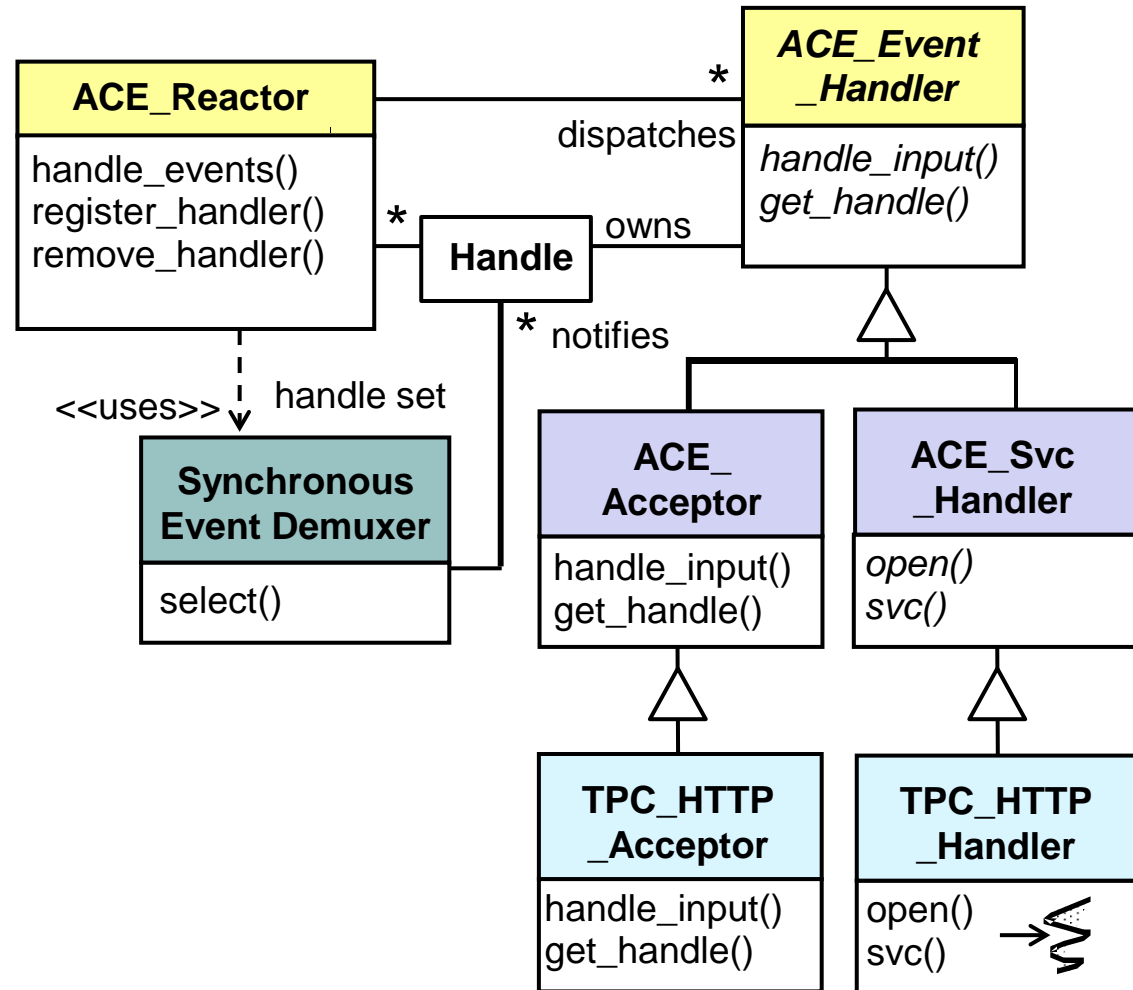 ACE_Reactor
handle_events()
register_handler()
remove_handler()
*
dispatches
ACE_Event
_Handler
handle_input()
get_handle()
*
Handle
owns
* notifies
<<uses>>
handle set
Synchronous
Event Demuxer
select()
ACE_
Acceptor
handle_input()
get_handle()
ACE_Svc
_Handler
open()
svc()
TPC_HTTP
_Acceptor
handle_input()
get_handle()
TPC_HTTP
_Handler
open()
svc()